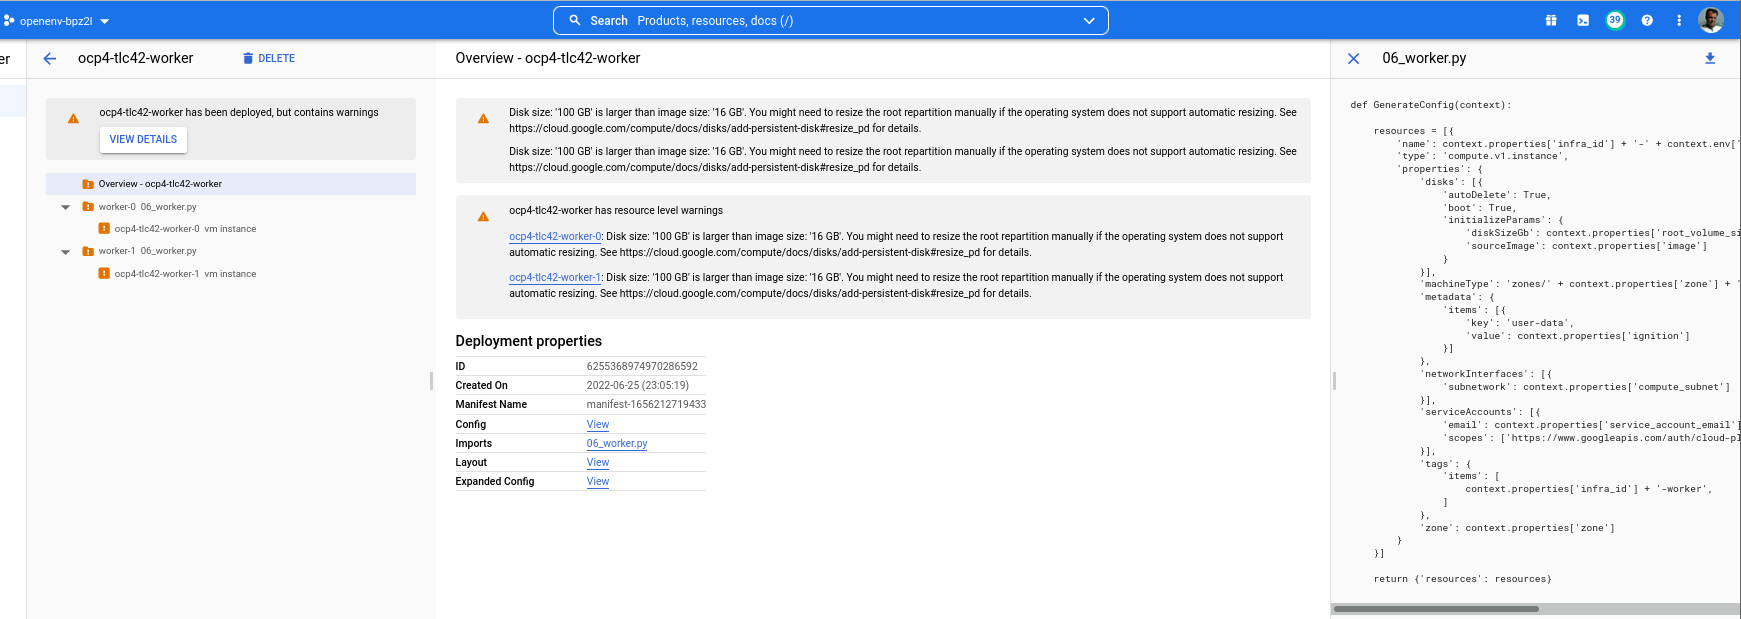 openenv-bpz2l
Search Products, resources, docs (/)
39
er
ocp4-tlc42-worker
DELETE
Overview - ocp4-tlc42-worker
06_worker.py
ocp4-tlc42-worker has been deployed, but contains warnings
VIEW DETAILS
Overview - ocp4-tlc42-worker
worker-0 06_worker.py
ocp4-tlc42-worker-0 vm instance
worker-1 06_worker.py
ocp4-tlc42-worker-1 vm instance
Disk size: '100 GB' is larger than image size: '16 GB'. You might need to resize the root repartition manually if the operating system does not support automatic resizing. See
https://cloud.google.com/compute/docs/disks/add-persistent-disk#resize_pd for details.
Disk size: '100 GB' is larger than image size: '16 GB'. You might need to resize the root repartition manually if the operating system does not support automatic resizing. See
https://cloud.google.com/compute/docs/disks/add-persistent-disk#resize_pd for details.
ocp4-tlc42-worker has resource level warnings
ocp4-tlc42-worker-0: Disk size: '100 GB' is larger than image size: '16 GB'. You might need to resize the root repartition manually if the operating system does not support
automatic resizing. See https://cloud.google.com/compute/docs/disks/add-persistent-disk#resize_pd for details.
ocp4-tlc42-worker-1: Disk size: '100 GB' is larger than image size: '16 GB'. You might need to resize the root repartition manually if the operating system does not support
automatic resizing. See https://cloud.google.com/compute/docs/disks/add-persistent-disk#resize_pd for details.
Deployment properties
ID 6255368974970286592
Created On 2022-06-25 (23:05:19)
Manifest Name manifest-1656212719433
Config View
Imports 06_worker.py
Layout View
Expanded Config View
def GenerateConfig(context):
resources = [{
'name': context.properties['infra_id'] + '-' + context.env['
'type': 'compute.v1.instance',
'properties': {
'disks': [{
'autoDelete': True,
'boot': True,
'initializeParams': {
'diskSizeGb': context.properties['root_volume_si
'sourceImage': context.properties['image']
}
}],
'machineType': 'zones/' + context.properties['zone'] + '
'metadata': {
'items': [{
'key': 'user-data',
'value': context.properties['ignition']
}]
},
'networkInterfaces': [{
'subnetwork': context.properties['compute_subnet']
}],
'serviceAccounts': [{
'email': context.properties['service_account_email']
'scopes': ['https://www.googleapis.com/auth/cloud-pl
}],
'tags': {
'items': [
context.properties['infra_id'] + '-worker',
]
},
'zone': context.properties['zone']
}
}]
return {'resources': resources}